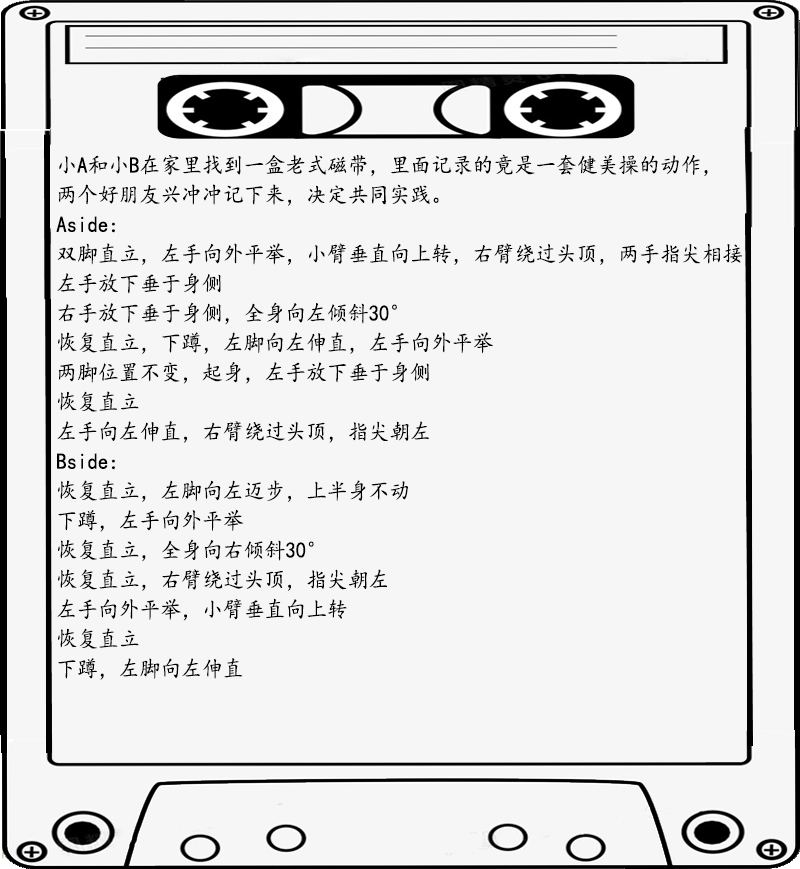 小A和小B在家里找到一盒老式磁带，里面记录的竟是一套健美操的动作，
两个好朋友兴冲冲记下来，决定共同实践。
Aside：
双脚直立，左手向外平举，小臂垂直向上转，右臂绕过头顶，两手指尖相接
左手放下垂于身侧
右手放下垂于身侧，全身向左倾斜30°
恢复直立，下蹲，左脚向左伸直，左手向外平举
两脚位置不变，起身，左手放下垂于身侧
恢复直立
左手向左伸直，右臂绕过头顶，指尖朝左
Bside：
恢复直立，左脚向左迈步，上半身不动
下蹲，左手向外平举
恢复直立，全身向右倾斜30°
恢复直立，右臂绕过头顶，指尖朝左
左手向外平举，小臂垂直向上转
恢复直立
下蹲，左脚向左伸直